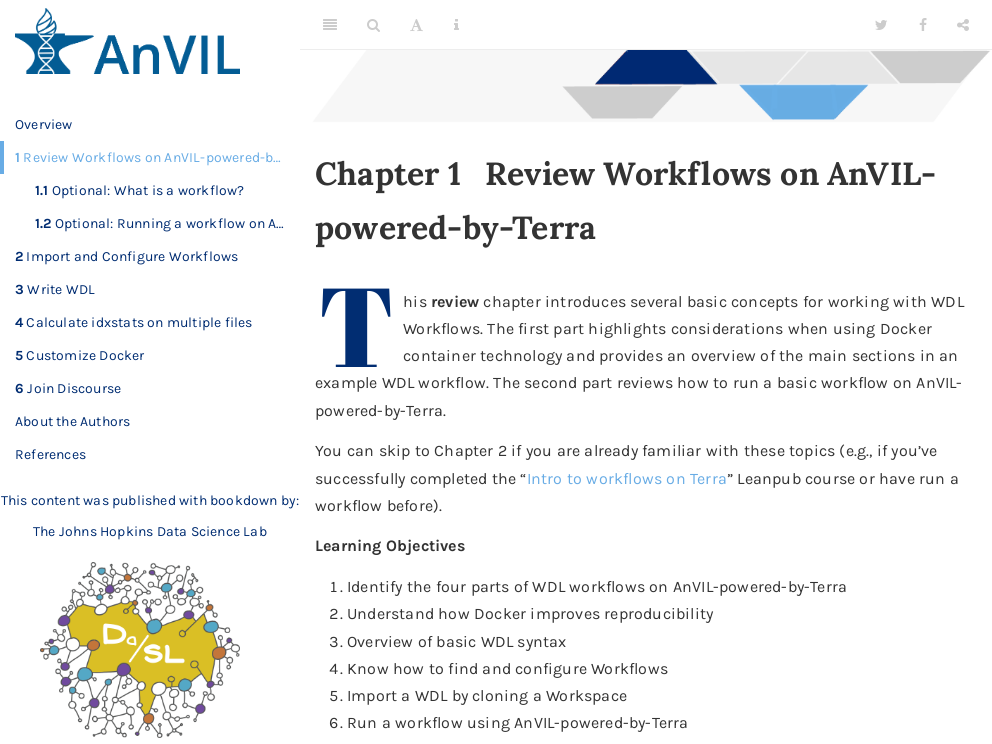 AnVIL
Overview
1 Review Workflows on AnVIL-powered-b...
1.1 Optional: What is a workflow?
1.2 Optional: Running a workflow on A...
2 Import and Configure Workflows
3 Write WDL
4 Calculate idxstats on multiple files
5 Customize Docker
6 Join Discourse
About the Authors
References
This content was published with bookdown by:
The Johns Hopkins Data Science Lab
Da/SL
Chapter 1 Review Workflows on AnVIL-
powered-by-Terra
This review chapter introduces several basic concepts for working with WDL
Workflows. The first part highlights considerations when using Docker
container technology and provides an overview of the main sections in an
example WDL workflow. The second part reviews how to run a basic workflow on AnVIL-
powered-by-Terra.
You can skip to Chapter 2 if you are already familiar with these topics (e.g., if you’ve
successfully completed the “Intro to workflows on Terra” Leanpub course or have run a
workflow before).
Learning Objectives
1. Identify the four parts of WDL workflows on AnVIL-powered-by-Terra
2. Understand how Docker improves reproducibility
3. Overview of basic WDL syntax
4. Know how to find and configure Workflows
5. Import a WDL by cloning a Workspace
6. Run a workflow using AnVIL-powered-by-Terra